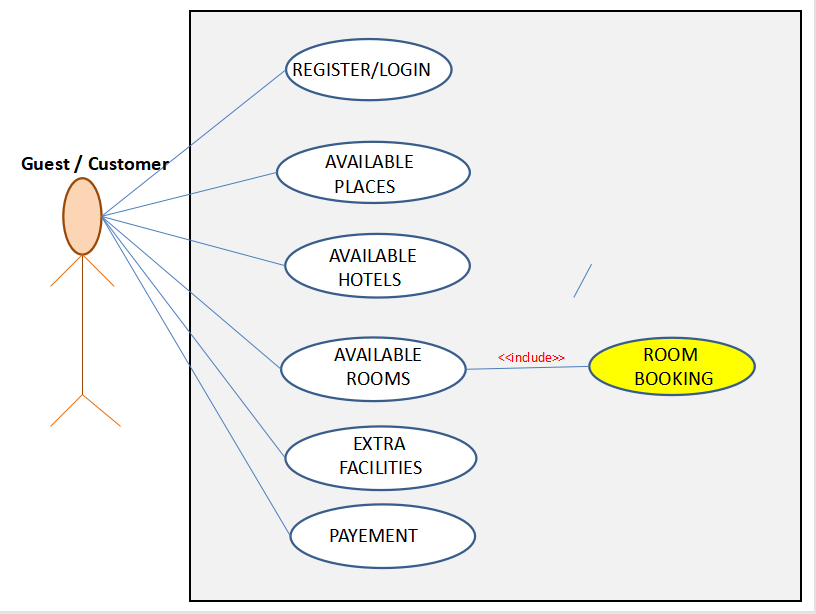 REGISTER/LOGIN
Guest / Customer
AVAILABLE
PLACES
AVAILABLE
HOTELS
AVAILABLE
ROOMS
<<include>>
ROOM
BOOKING
EXTRA
FACILITIES
PAYEMENT